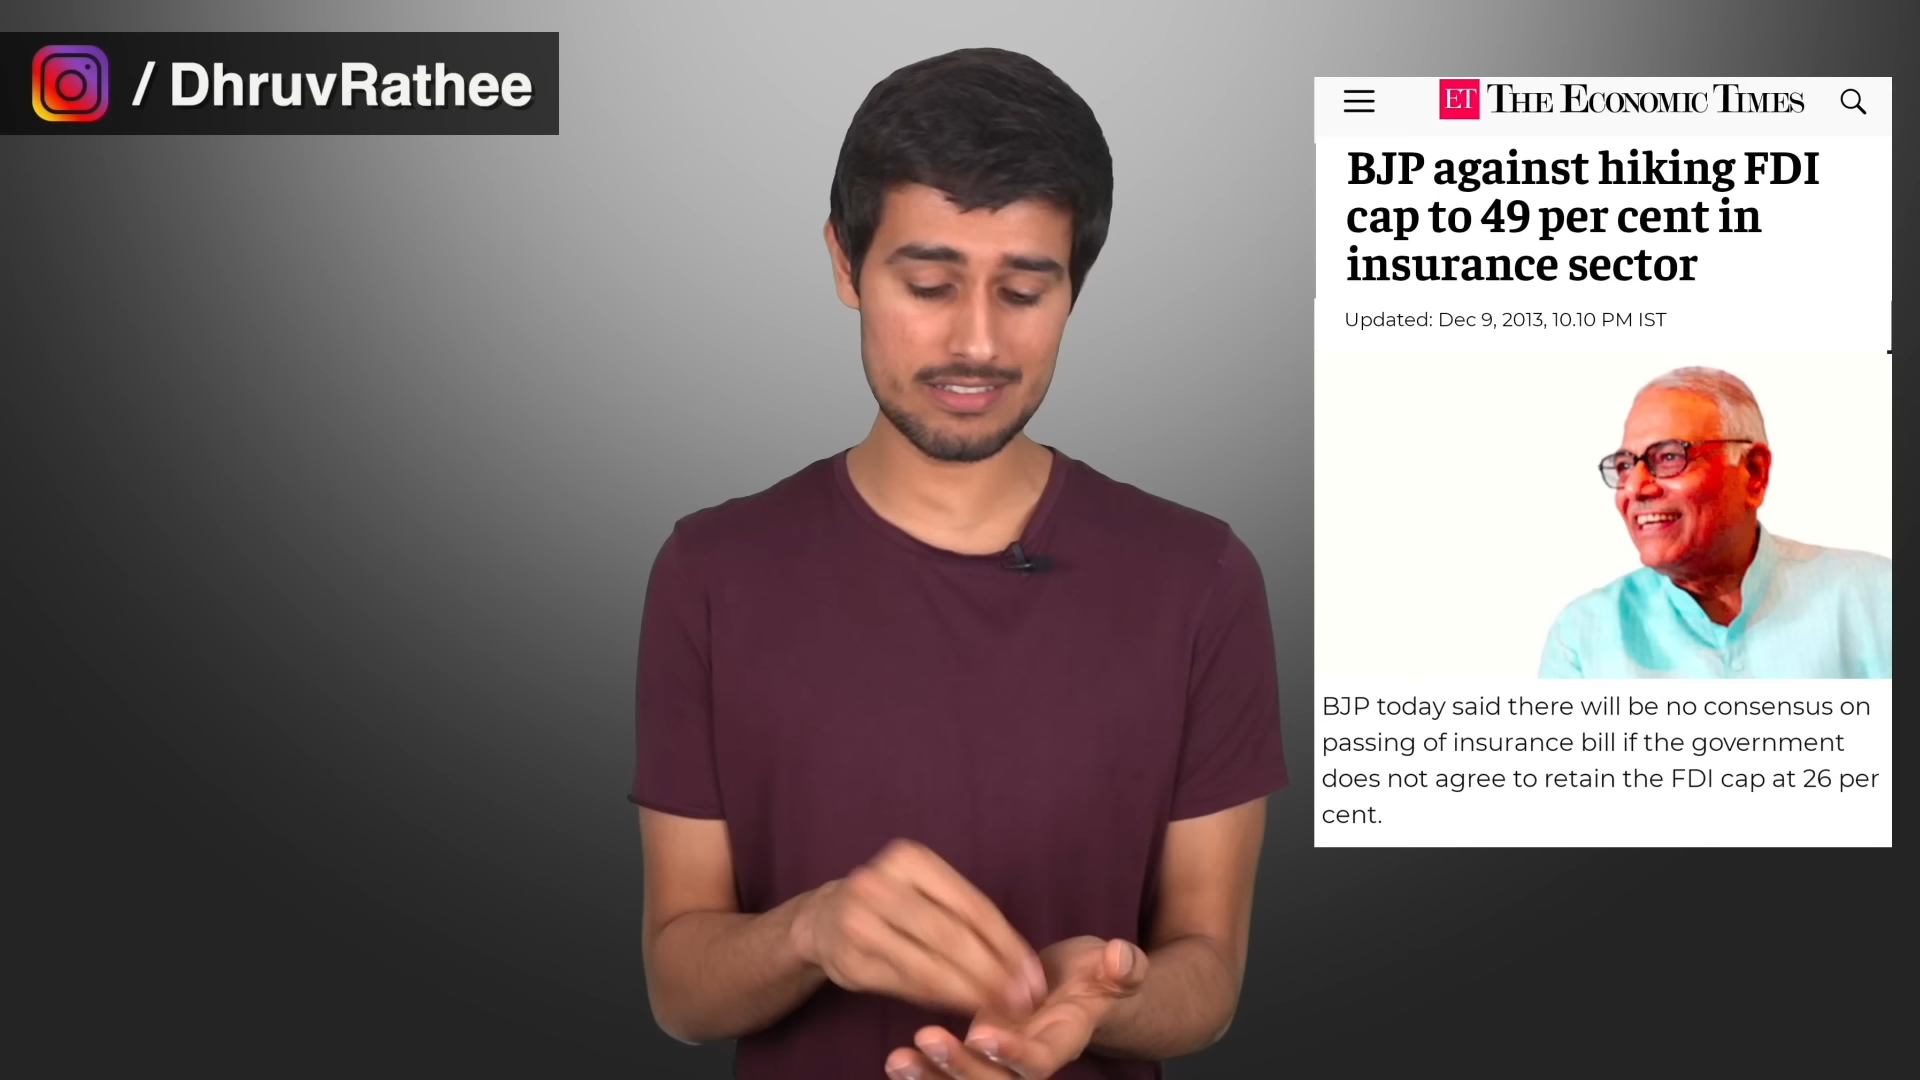 / DhruvRathee
ET THE ECONOMIC TIMES
BJP against hiking FDI
cap to 49 per cent in
insurance sector
Updated: Dec 9, 2013, 10.10 PM IST
BJP today said there will be no consensus on
passing of insurance bill if the government
does not agree to retain the FDI cap at 26 per
cent.